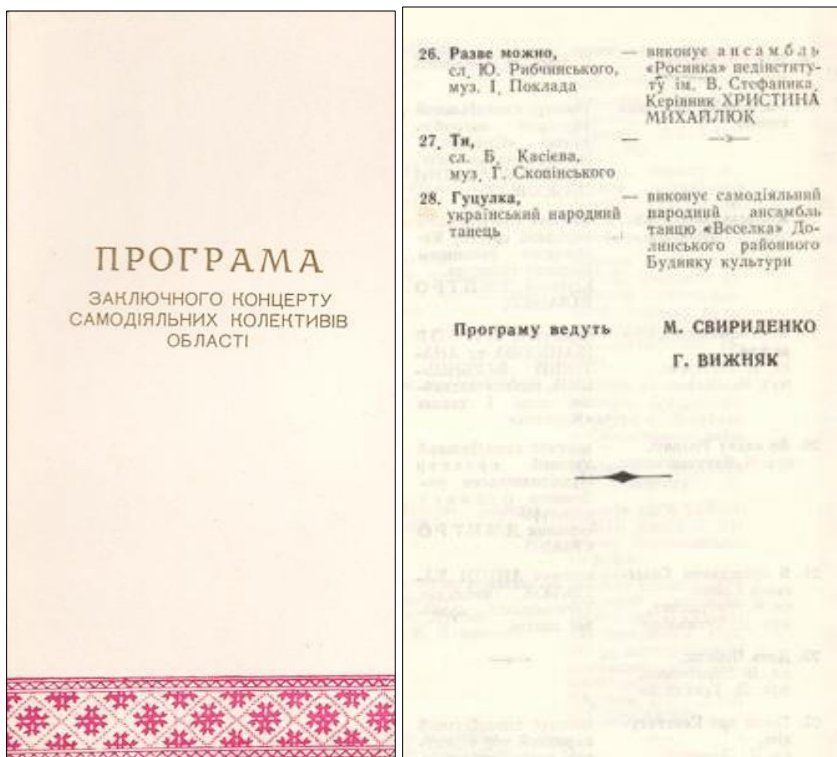 ПРОГРАМА
ЗАКЛЮЧНОГО КОНЦЕРТУ
САМОДІЯЛЬНИХ КОЛЕКТИВІВ
ОБЛАСТІ
26. Разве можно, — виконує ансамбль
сл. Ю. Рибчинського, «Росинка» педінститу-
муз. І. Поклада ту ім. В. Стефаника.
Керівник ХРИСТИНА
МИХАЙЛЮК
27. Ти, — —»—
сл. Б. Касієва,
муз. Г. Скопінського
28. Гуцулка, — виконує самодіяльний
український народний народний ансамбль
танець танцю «Веселка» До-
линського районного
Будинку культури
Програму ведуть М. СВИРИДЕНКО
Г. ВИЖНЯК